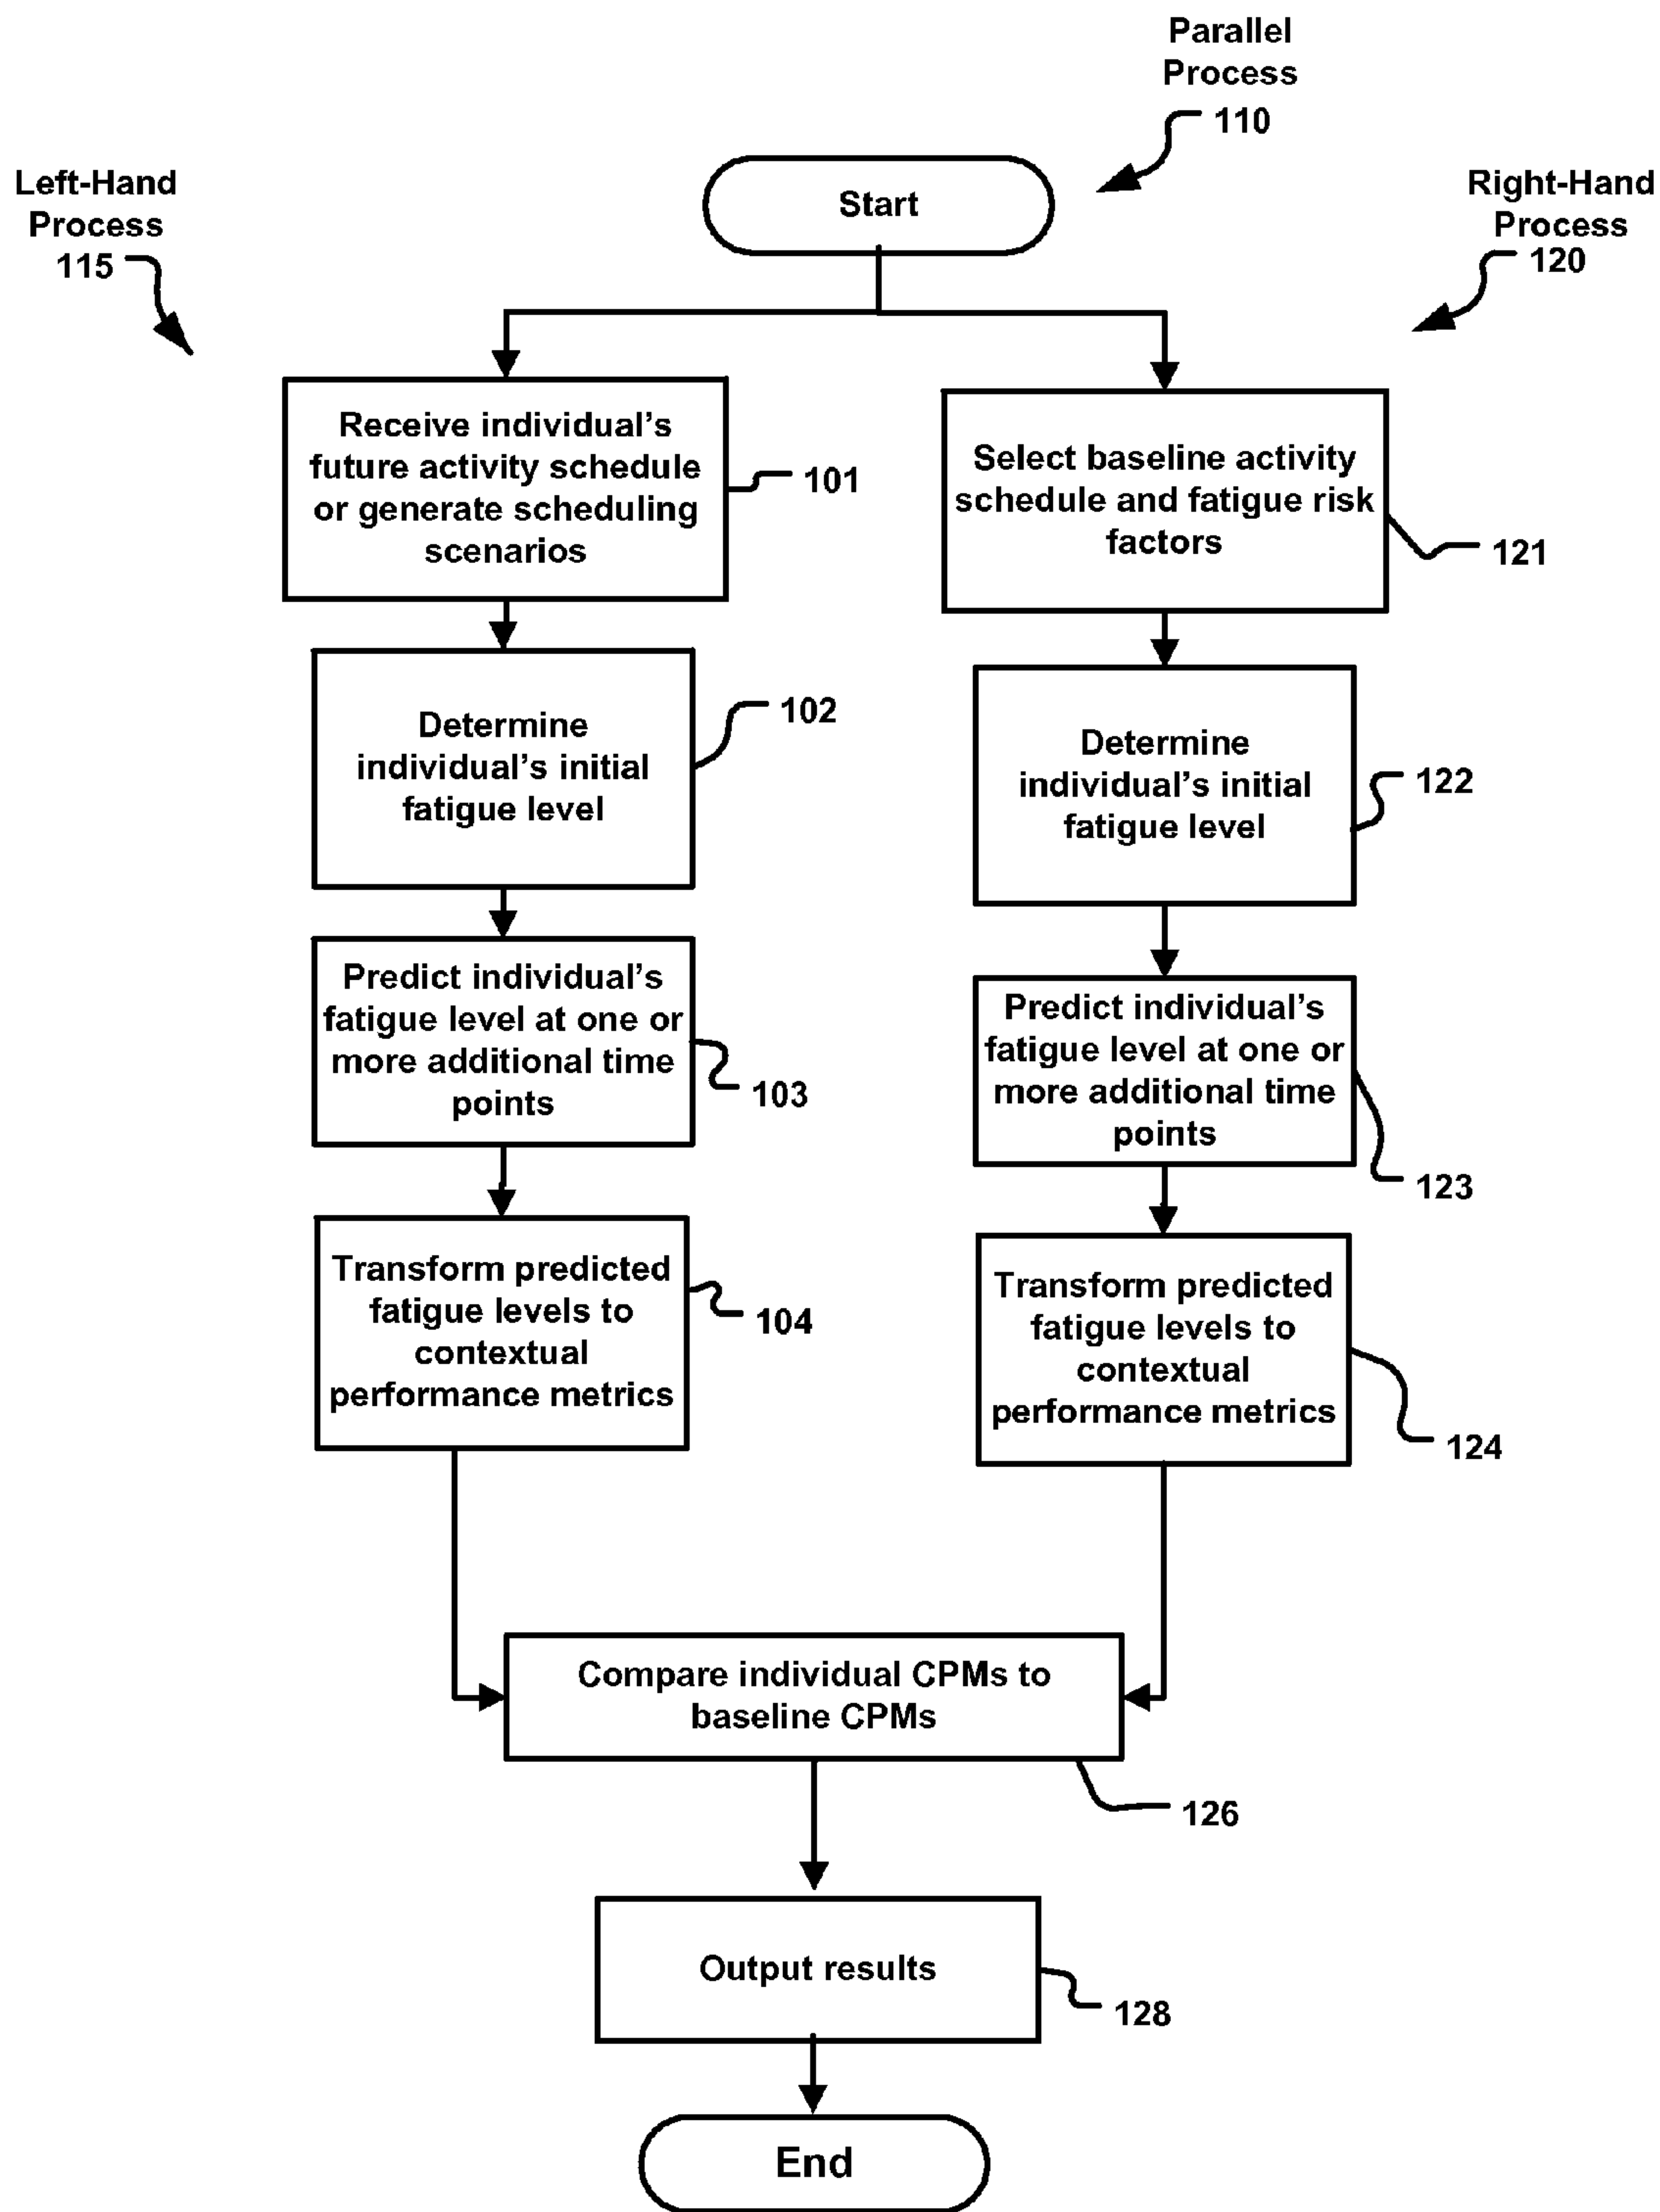 Parallel
Process
110
Left-Hand
Process
115
Right-Hand
Process
120
Start
Receive individual's
future activity schedule
or generate scheduling
scenarios
101
Select baseline activity
schedule and fatigue risk
factors
121
Determine
individual's initial
fatigue level
102
Determine
individual's initial
fatigue level
122
Predict individual's
fatigue level at one or
more additional time
points
103
Predict individual's
fatigue level at one or
more additional time
points
123
Transform predicted
fatigue levels to
contextual
performance metrics
104
Transform predicted
fatigue levels to
contextual
performance metrics
124
Compare individual CPMs to
baseline CPMs
126
Output results
128
End